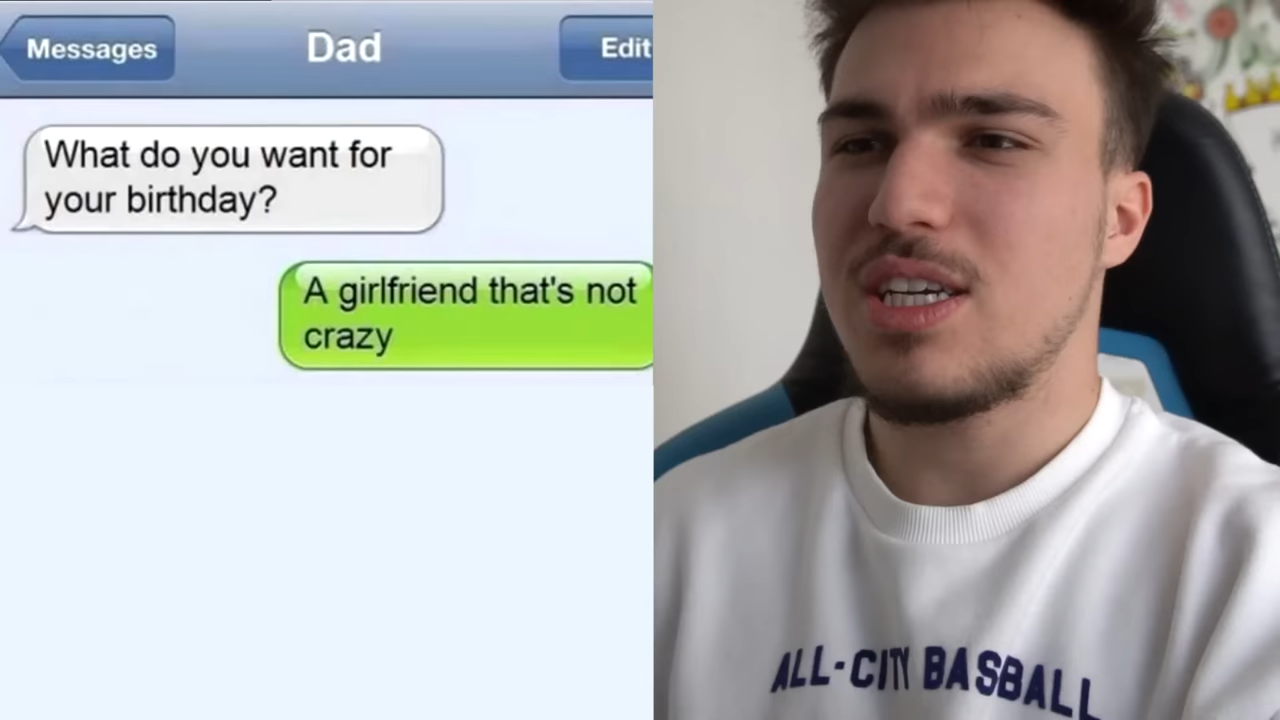 Messages
Dad
Edit
What do you want for
your birthday?
A girlfriend that's not
crazy
ALL-CITY BASBALL